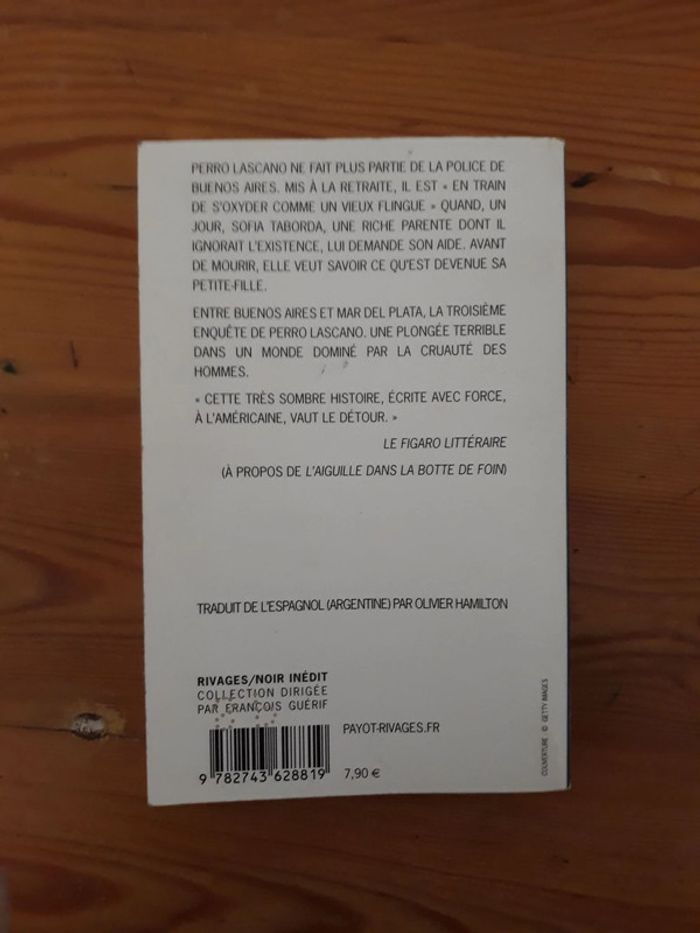 PERRO LASCANO NE FAIT PLUS PARTIE DE LA POLICE DE
BUENOS AIRES. MIS À LA RETRAITE, IL EST « EN TRAIN
DE S'OXYDER COMME UN VIEUX FLINGUE » QUAND, UN
JOUR, SOFIA TABORDA, UNE RICHE PARENTE DONT IL
IGNORAIT L'EXISTENCE, LUI DEMANDE SON AIDE. AVANT
DE MOURIR, ELLE VEUT SAVOIR CE QU'EST DEVENUE SA
PETITE-FILLE.
ENTRE BUENOS AIRES ET MAR DEL PLATA, LA TROISIÈME
ENQUÊTE DE PERRO LASCANO. UNE PLONGÉE TERRIBLE
DANS UN MONDE DOMINÉ PAR LA CRUAUTÉ DES
HOMMES.
« CETTE TRÈS SOMBRE HISTOIRE, ÉCRITE AVEC FORCE,
À L'AMÉRICAINE, VAUT LE DÉTOUR. »
LE FIGARO LITTÉRAIRE
(À PROPOS DE L'AIGUILLE DANS LA BOTTE DE FOIN)
TRADUIT DE L'ESPAGNOL (ARGENTINE) PAR OLIVIER HAMILTON
RIVAGES/NOIR INÉDIT
COLLECTION DIRIGÉE
PAR FRANÇOIS GUÉRIF
PAYOT-RIVAGES.FR
9 782743 628819
7,90 €
COUVERTURE : © GETTY IMAGES